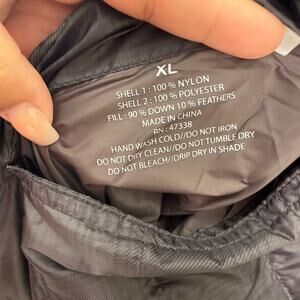 XL
SHELL 1 : 100 % NYLON
SHELL 2 : 100 % POLYESTER
FILL : 90 % DOWN 10 % FEATHERS
MADE IN CHINA
RN : 47338
HAND WASH COLD//DO NOT IRON
DO NOT DRY CLEAN//DO NOT TUMBLE DRY
DO NOT BLEACH//DRIP DRY IN SHADE